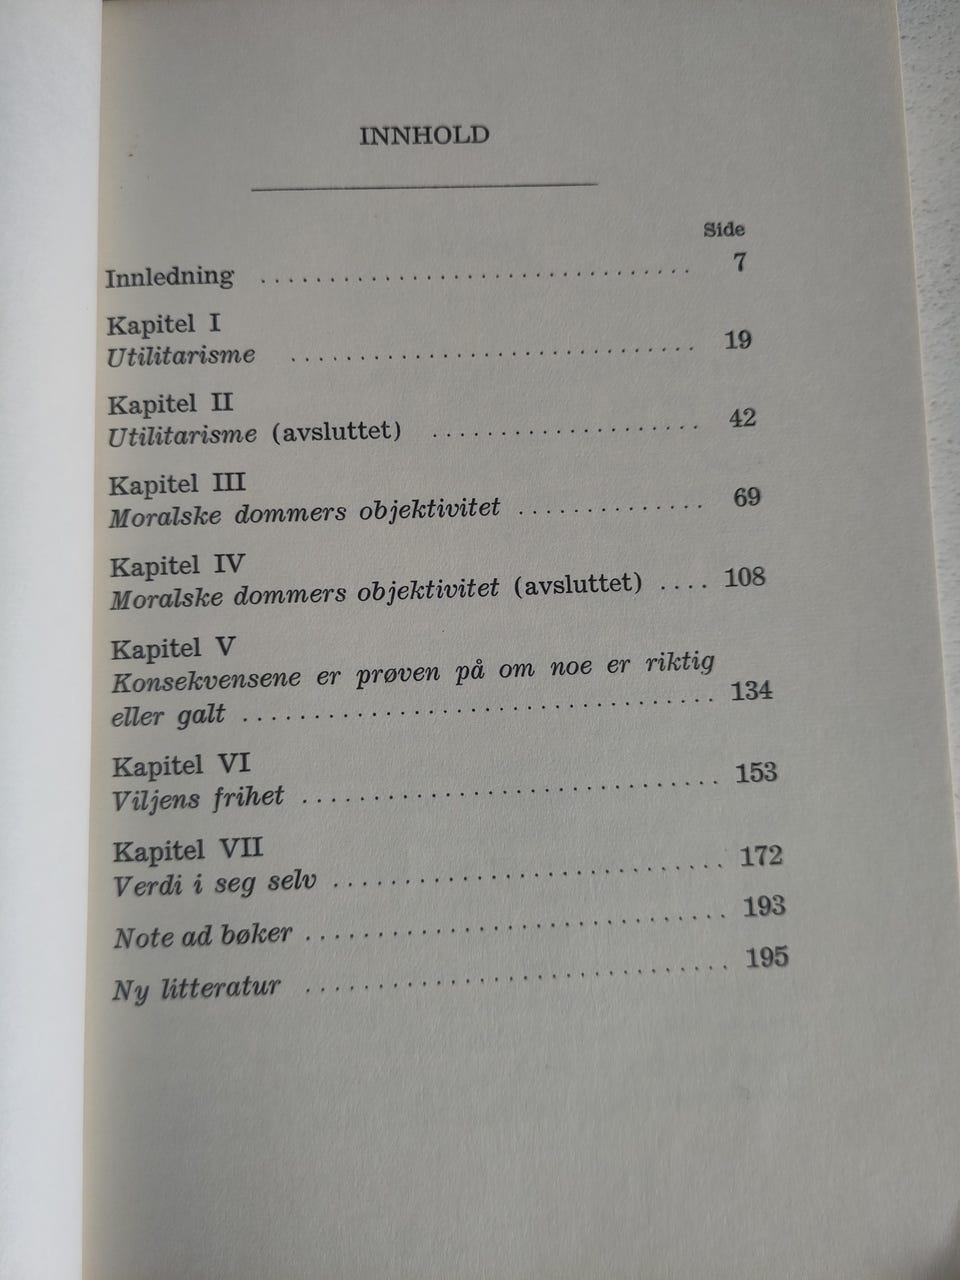 INNHOLD
Side
Innledning .................................. 7
Kapitel I
Utilitarisme .............................. 19
Kapitel II
Utilitarisme (avsluttet) .................... 42
Kapitel III
Moralske dommers objektivitet .............. 69
Kapitel IV
Moralske dommers objektivitet (avsluttet) .... 108
Kapitel V
Konsekvensene er prøven på om noe er riktig
eller galt .................................. 134
Kapitel VI
Viljens frihet .............................. 153
Kapitel VII
Verdi i seg selv ............................ 172
Note ad bøker .............................. 193
Ny litteratur .............................. 195